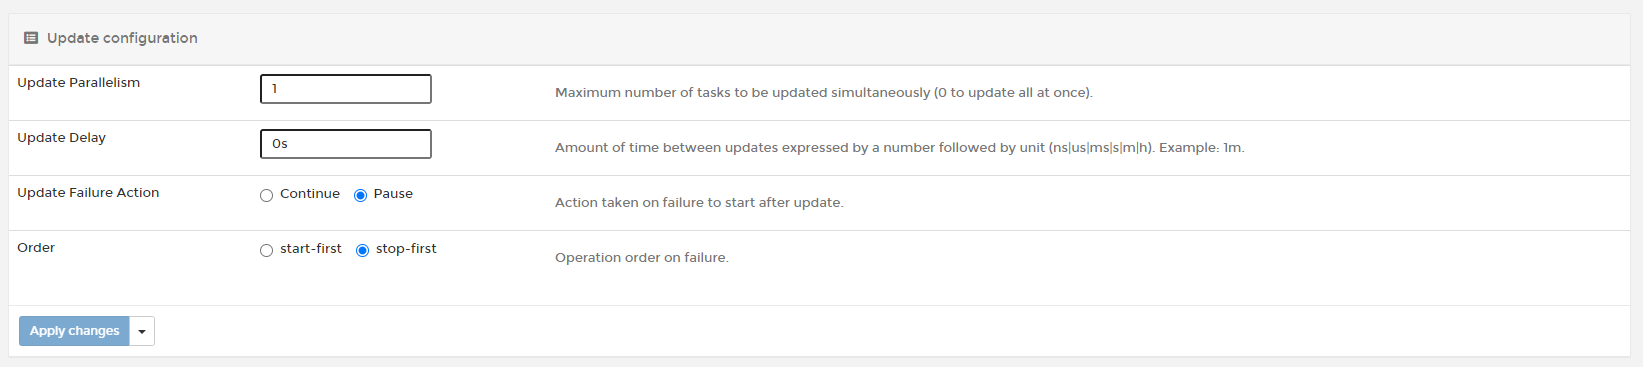 Update configuration
Update Parallelism
1
Maximum number of tasks to be updated simultaneously (0 to update all at once).
Update Delay
0s
Amount of time between updates expressed by a number followed by unit (ns|us|ms|s|m|h). Example: 1m.
Update Failure Action
Continue Pause
Action taken on failure to start after update.
Order
start-first stop-first
Operation order on failure.
Apply changes